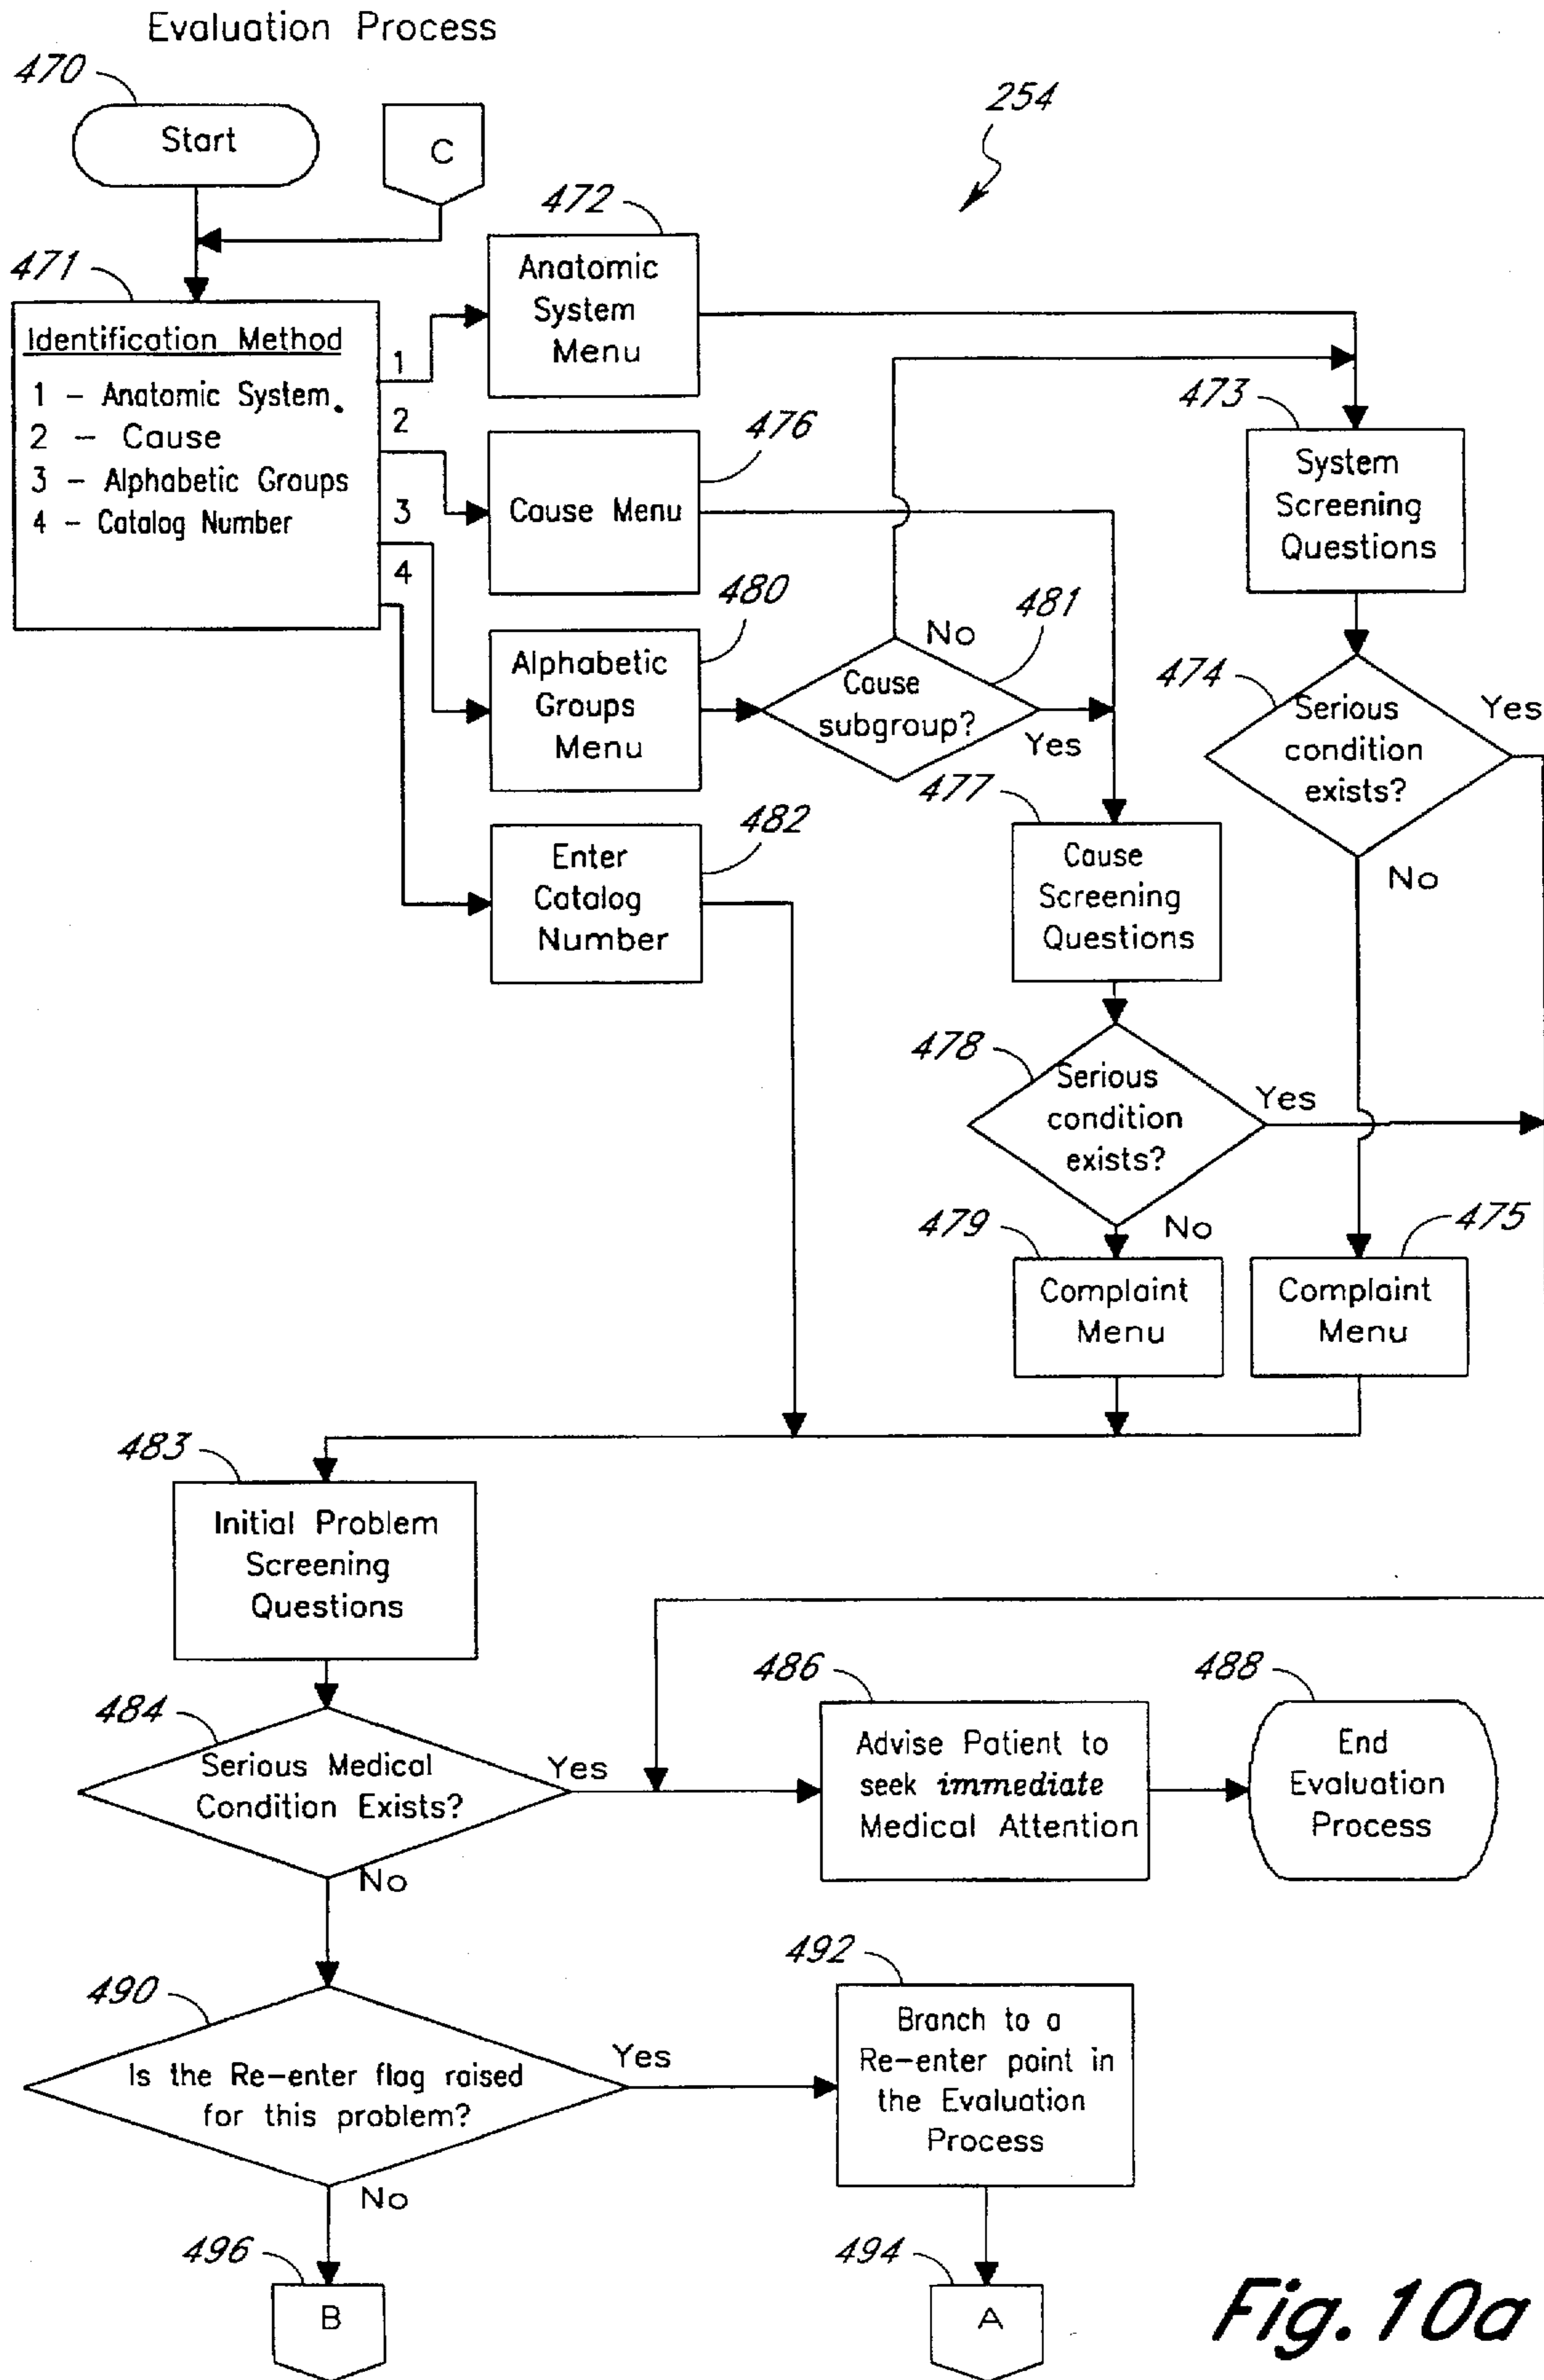 Evaluation Process
470
Start
C
254
471
Identification Method
1 – Anatomic System.
2 – Cause
3 – Alphabetic Groups
4 – Catalog Number
1
2
3
4
472
Anatomic
System
Menu
476
Cause Menu
480
Alphabetic
Groups
Menu
481
Cause
subgroup?
No
Yes
482
Enter
Catalog
Number
473
System
Screening
Questions
474
Serious
condition
exists?
Yes
No
477
Cause
Screening
Questions
478
Serious
condition
exists?
Yes
No
479
Complaint
Menu
475
Complaint
Menu
483
Initial Problem
Screening
Questions
484
Serious Medical
Condition Exists?
Yes
No
486
Advise Patient to
seek immediate
Medical Attention
488
End
Evaluation
Process
490
Is the Re-enter flag raised
for this problem?
Yes
No
492
Branch to a
Re-enter point in
the Evaluation
Process
496
B
494
A
Fig. 10a